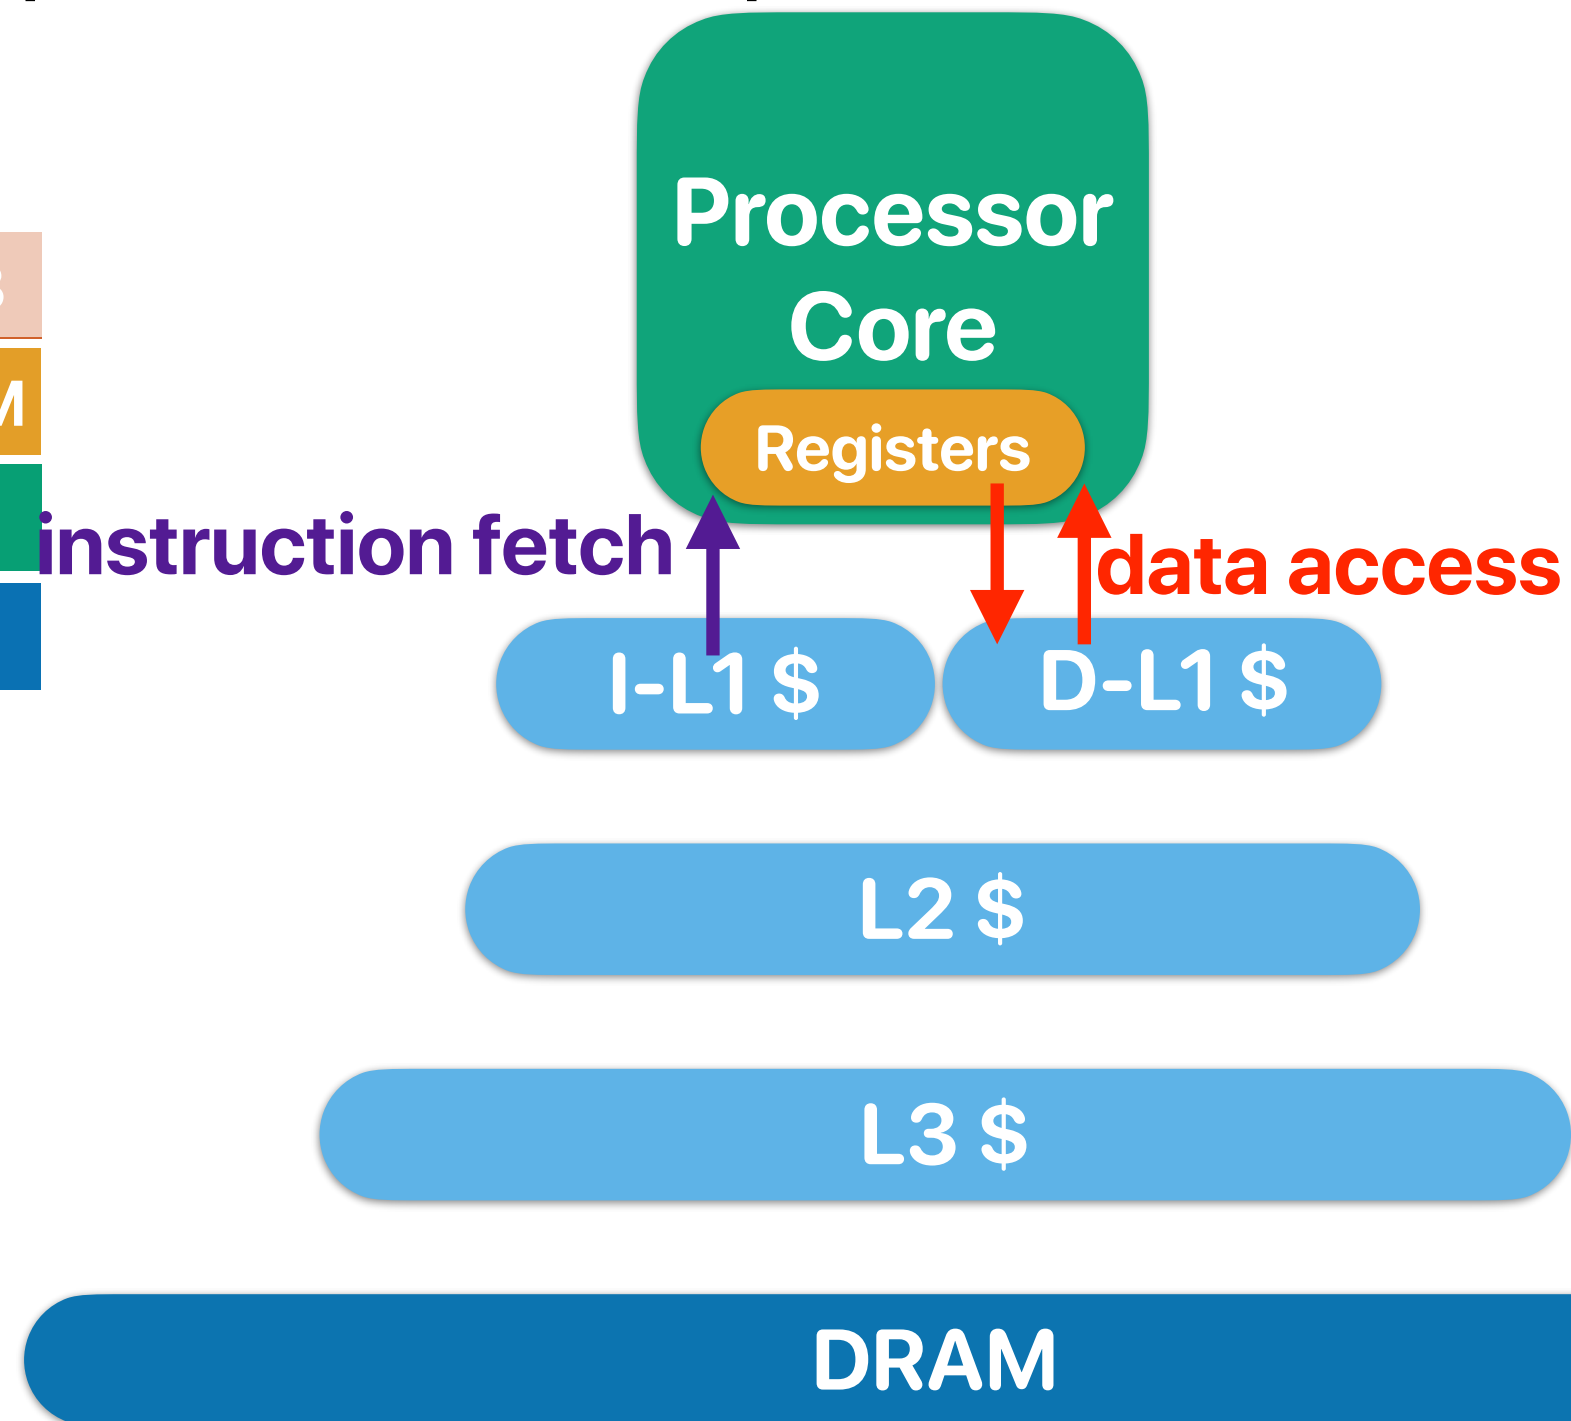 Processor
Core
Registers
M
instruction fetch
data access
I-L1 $
D-L1 $
L2 $
L3 $
DRAM